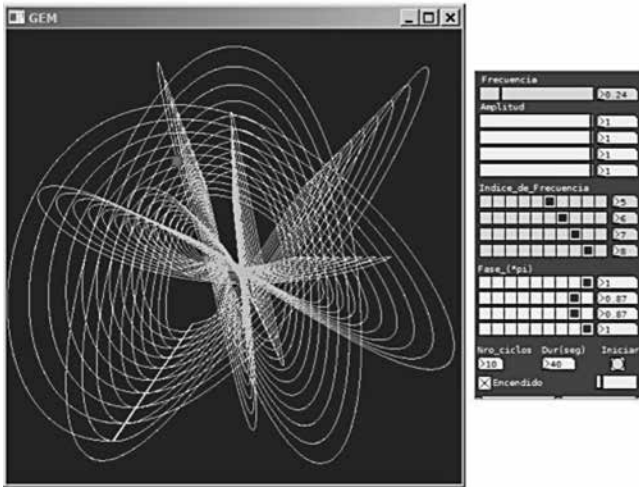 GEM
Frecuencia
>0.24
Amplitud
>1
>1
>1
>1
Indice_de_Frecuencia
>5
>6
>7
>8
Fase_(*pi)
>1
>0.87
>0.87
>1
Nro_ciclos Dur(seg) Iniciar
>10 >40
Encendido